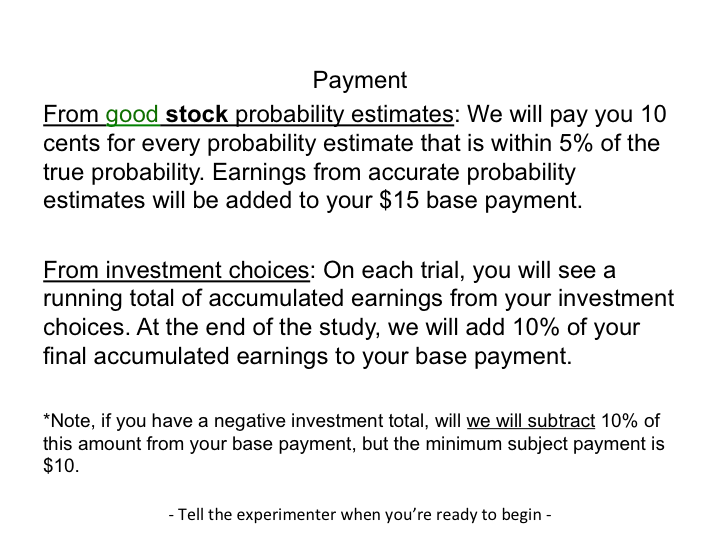 Payment
From good stock probability estimates: We will pay you 10
cents for every probability estimate that is within 5% of the
true probability. Earnings from accurate probability
estimates will be added to your $15 base payment.
From investment choices: On each trial, you will see a
running total of accumulated earnings from your investment
choices. At the end of the study, we will add 10% of your
final accumulated earnings to your base payment.
*Note, if you have a negative investment total, will we will subtract 10% of
this amount from your base payment, but the minimum subject payment is
$10.
- Tell the experimenter when you’re ready to begin -